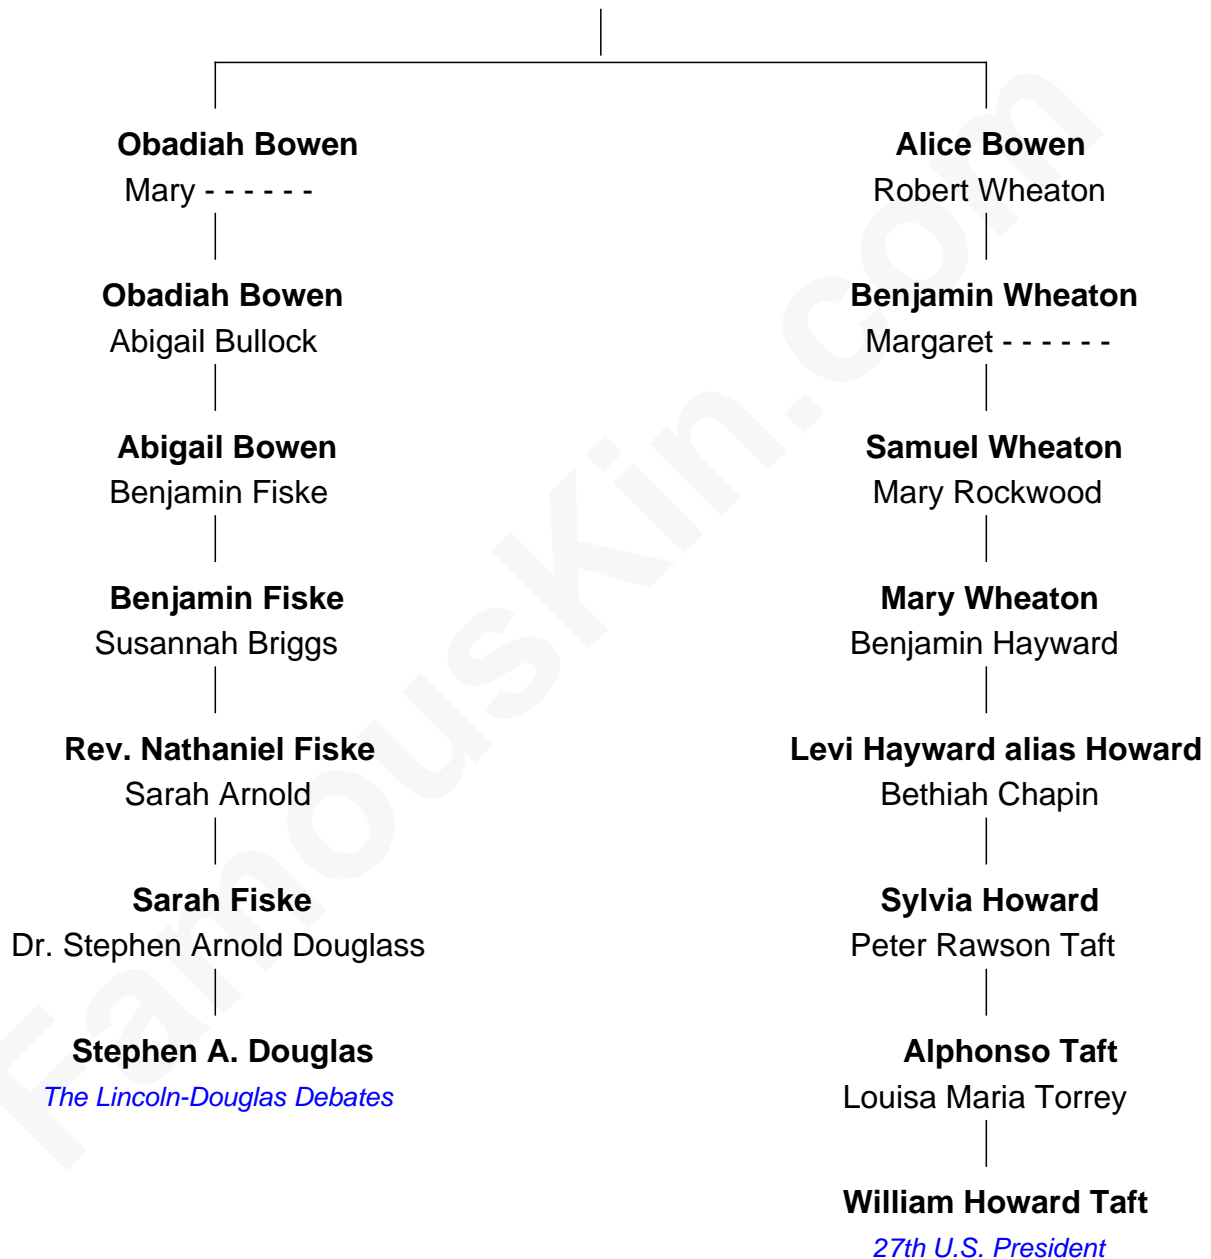 Obadiah Bowen
Mary - - - - - -
Obadiah Bowen
Abigail Bullock
Abigail Bowen
Benjamin Fiske
Benjamin Fiske
Susannah Briggs
Rev. Nathaniel Fiske
Sarah Arnold
Sarah Fiske
Dr. Stephen Arnold Douglass
Stephen A. Douglas
The Lincoln-Douglas Debates
Alice Bowen
Robert Wheaton
Benjamin Wheaton
Margaret - - - - - -
Samuel Wheaton
Mary Rockwood
Mary Wheaton
Benjamin Hayward
Levi Hayward alias Howard
Bethiah Chapin
Sylvia Howard
Peter Rawson Taft
Alphonso Taft
Louisa Maria Torrey
William Howard Taft
27th U.S. President
FamousKin.com